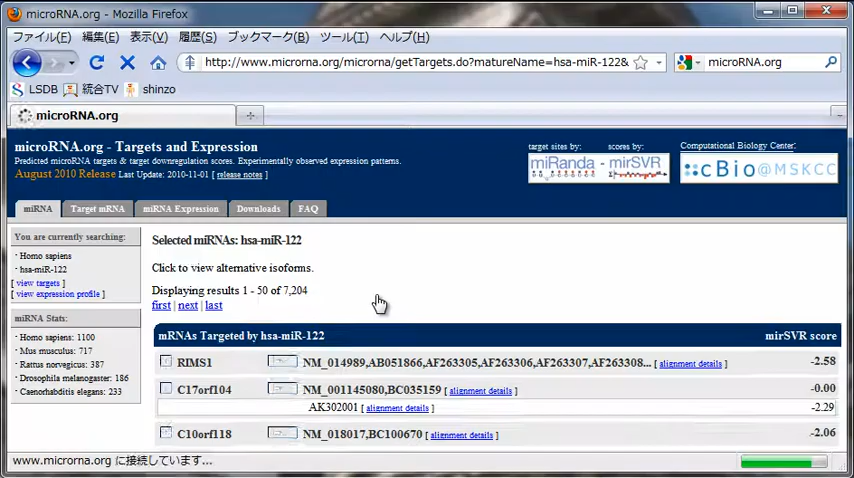 microRNA.org - Mozilla Firefox
ファイル(F) 編集(E) 表示(V) 履歴(S) ブックマーク(B) ツール(T) ヘルプ(H)
http://www.microrna.org/microrna/getTargets.do?matureName=hsa-miR-122& microRNA.org
LSDB 統合TV shinzo
microRNA.org
microRNA.org - Targets and Expression
Predicted microRNA targets & target downregulation scores. Experimentally observed expression patterns.
August 2010 Release Last Update: 2010-11-01 [ release notes ]
target sites by: scores by:
miRanda - mirSVR
Computational Biology Center:
cBio@MSKCC
miRNA Target mRNA miRNA Expression Downloads FAQ
You are currently searching:
· Homo sapiens
· hsa-miR-122
[ view targets ]
[ view expression profile ]
miRNA Stats:
· Homo sapiens: 1100
· Mus musculus: 717
· Rattus norvegicus: 387
· Drosophila melanogaster: 186
· Caenorhabditis elegans: 233
Selected miRNAs: hsa-miR-122
Click to view alternative isoforms.
Displaying results 1 - 50 of 7,204
first | next | last
mRNAs Targeted by hsa-miR-122 mirSVR score
RIMS1 NM_014989,AB051866,AF263305,AF263306,AF263307,AF263308... [ alignment details ] -2.58
C17orf104 NM_001145080,BC035159 [ alignment details ] -0.00
AK302001 [ alignment details ] -2.29
C10orf118 NM_018017,BC100670 [ alignment details ] -2.06
www.microrna.org に接続しています...